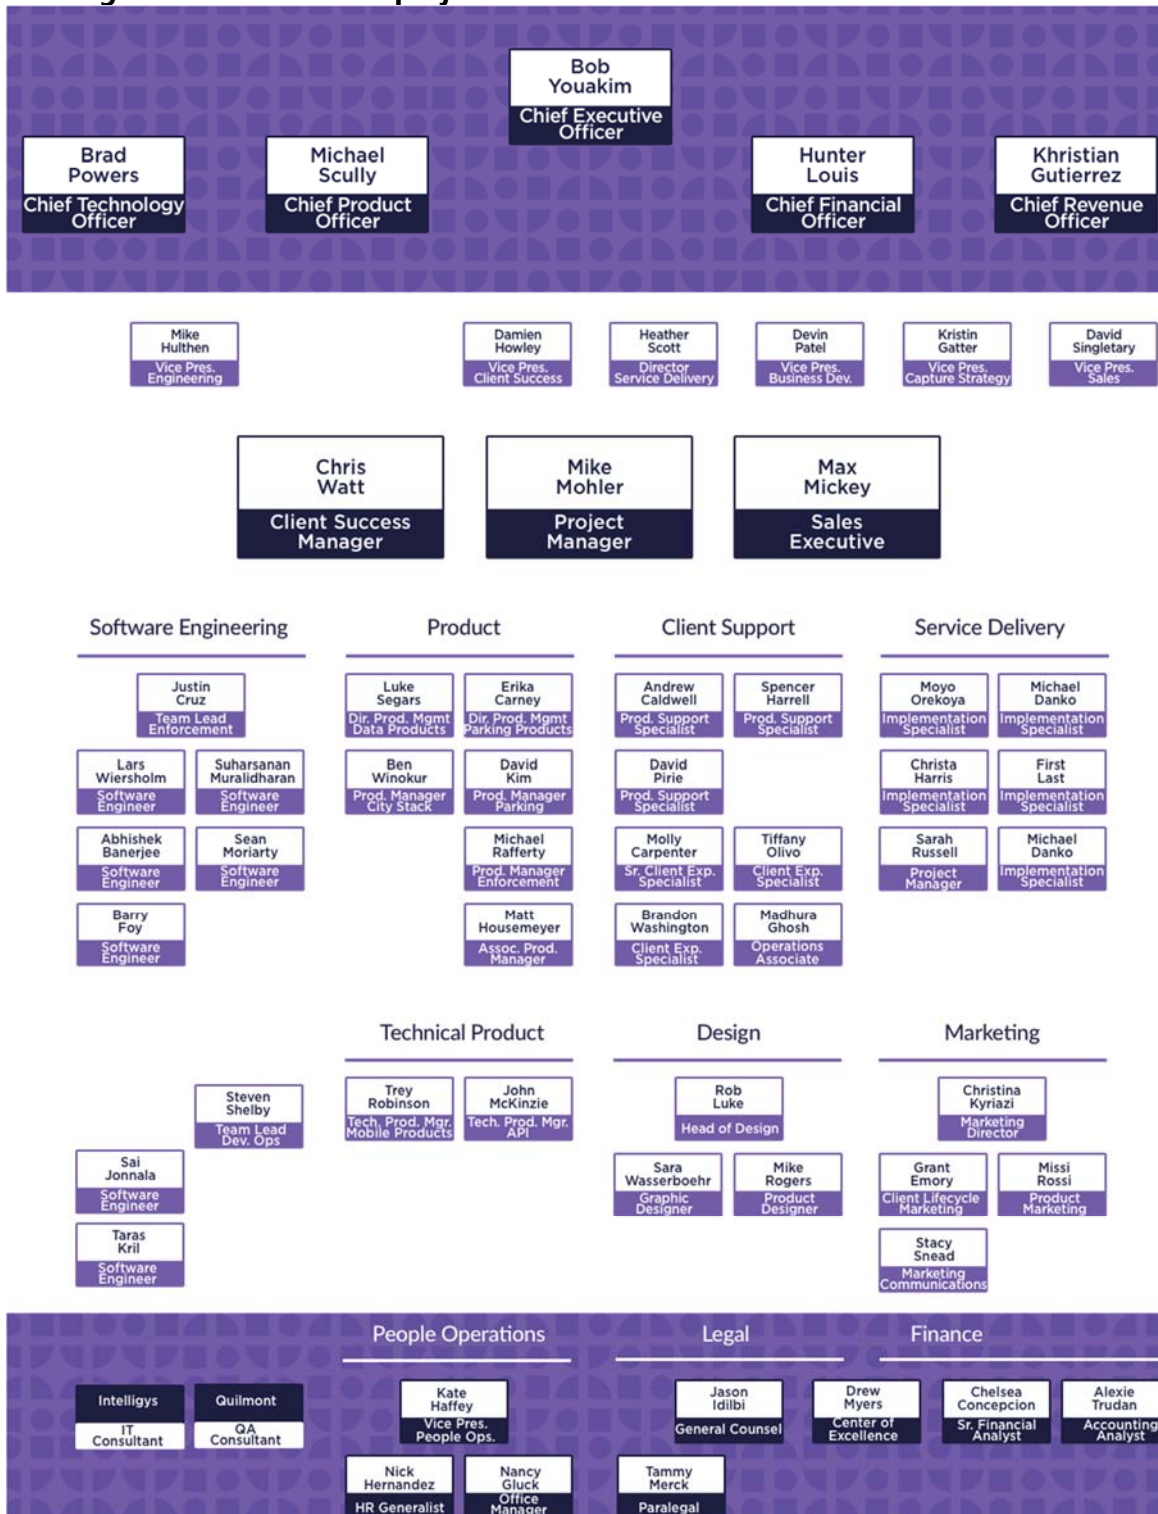 Bob
Youakim
Chief Executive
Officer
Brad
Powers
Chief Technology
Officer
Michael
Scully
Chief Product
Officer
Hunter
Louis
Chief Financial
Officer
Khristian
Gutierrez
Chief Revenue
Officer
Mike
Hulthen
Vice Pres.
Engineering
Damien
Howley
Vice Pres.
Client Success
Heather
Scott
Director
Service Delivery
Devin
Patel
Vice Pres.
Business Dev.
Kristin
Gatter
Vice Pres.
Capture Strategy
David
Singletary
Vice Pres.
Sales
Chris
Watt
Client Success
Manager
Mike
Mohler
Project
Manager
Max
Mickey
Sales
Executive
Software Engineering
Justin
Cruz
Team Lead
Enforcement
Lars
Wiersholm
Software
Engineer
Suharsanan
Muralidharan
Software
Engineer
Abhishek
Banerjee
Software
Engineer
Sean
Moriarty
Software
Engineer
Barry
Foy
Software
Engineer
Product
Luke
Segars
Dir. Prod. Mgmt
Data Products
Erika
Carney
Dir. Prod. Mgmt
Parking Products
Ben
Winokur
Prod. Manager
City Stack
David
Kim
Prod. Manager
Parking
Michael
Rafferty
Prod. Manager
Enforcement
Matt
Housemeyer
Assoc. Prod.
Manager
Client Support
Andrew
Caldwell
Prod. Support
Specialist
Spencer
Harrell
Prod. Support
Specialist
David
Pirie
Prod. Support
Specialist
Molly
Carpenter
Sr. Client Exp.
Specialist
Tiffany
Olivo
Client Exp.
Specialist
Brandon
Washington
Client Exp.
Specialist
Madhura
Ghosh
Operations
Associate
Service Delivery
Moyo
Orekoya
Implementation
Specialist
Michael
Danko
Implementation
Specialist
Christa
Harris
Implementation
Specialist
First
Last
Implementation
Specialist
Sarah
Russell
Project
Manager
Michael
Danko
Implementation
Specialist
Steven
Shelby
Team Lead
Dev. Ops
Sai
Jonnala
Software
Engineer
Taras
Kril
Software
Engineer
Technical Product
Trey
Robinson
Tech. Prod. Mgr.
Mobile Products
John
McKinzie
Tech. Prod. Mgr.
API
Design
Rob
Luke
Head of Design
Sara
Wasserboehr
Graphic
Designer
Mike
Rogers
Product
Designer
Marketing
Christina
Kyriazi
Marketing
Director
Grant
Emory
Client Lifecycle
Marketing
Missi
Rossi
Product
Marketing
Stacy
Snead
Marketing
Communications
Intelligys
IT
Consultant
Quilmont
QA
Consultant
People Operations
Kate
Haffey
Vice Pres.
People Ops.
Nick
Hernandez
HR Generalist
Nancy
Gluck
Office
Manager
Legal
Jason
Idilbi
General Counsel
Tammy
Merck
Paralegal
Finance
Drew
Myers
Center of
Excellence
Chelsea
Concepcion
Sr. Financial
Analyst
Alexie
Trudan
Accounting
Analyst